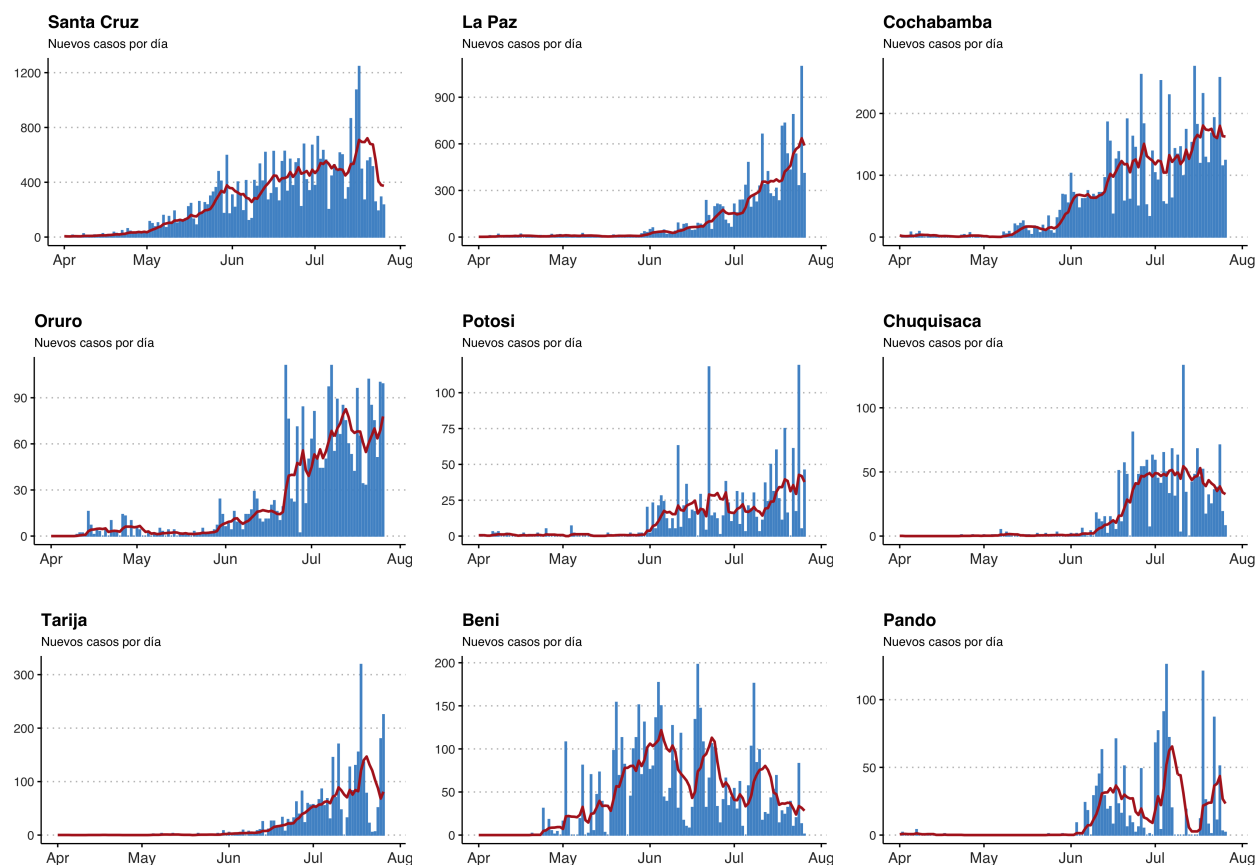 Santa Cruz
Nuevos casos por día
1200
800
400
0
Apr May Jun Jul Aug
La Paz
Nuevos casos por día
900
600
300
0
Apr May Jun Jul Aug
Cochabamba
Nuevos casos por día
200
100
0
Apr May Jun Jul Aug
Oruro
Nuevos casos por día
90
60
30
0
Apr May Jun Jul Aug
Potosi
Nuevos casos por día
100
75
50
25
0
Apr May Jun Jul Aug
Chuquisaca
Nuevos casos por día
100
50
0
Apr May Jun Jul Aug
Tarija
Nuevos casos por día
300
200
100
0
Apr May Jun Jul Aug
Beni
Nuevos casos por día
200
150
100
50
0
Apr May Jun Jul Aug
Pando
Nuevos casos por día
100
50
0
Apr May Jun Jul Aug